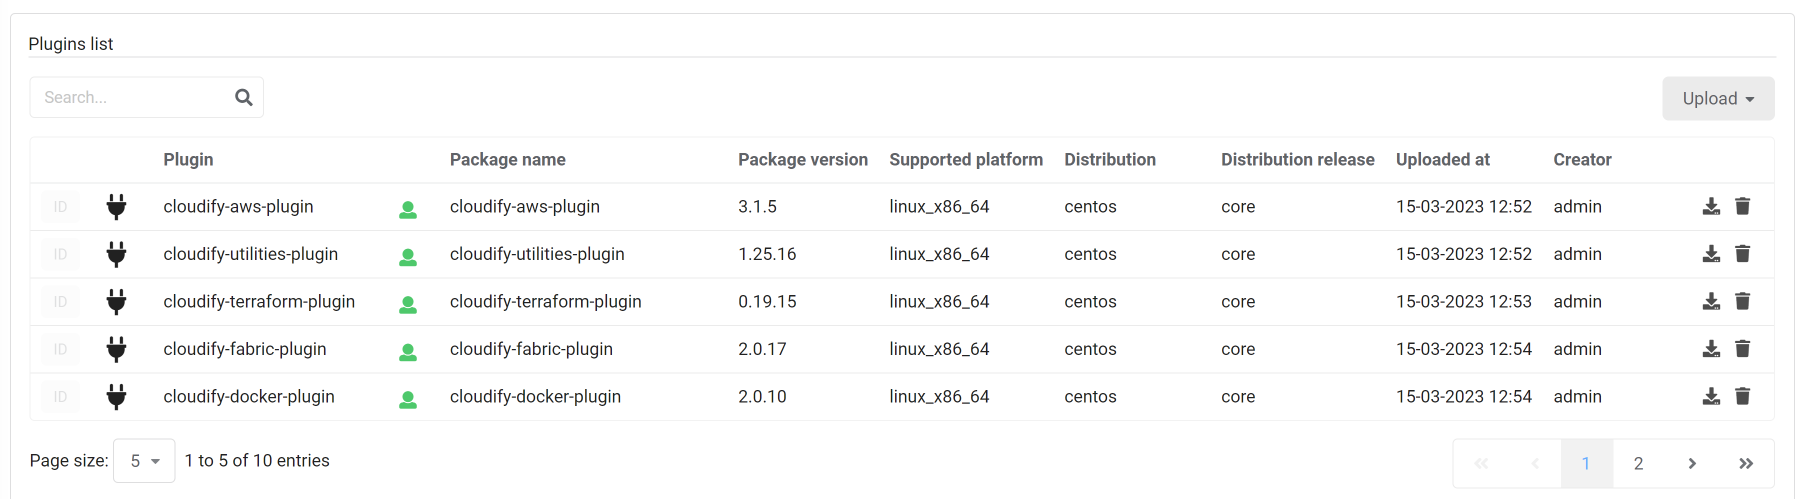 Plugins list
Search...
Upload
Plugin Package name Package version Supported platform Distribution Distribution release Uploaded at Creator
ID cloudify-aws-plugin cloudify-aws-plugin 3.1.5 linux_x86_64 centos core 15-03-2023 12:52 admin
ID cloudify-utilities-plugin cloudify-utilities-plugin 1.25.16 linux_x86_64 centos core 15-03-2023 12:52 admin
ID cloudify-terraform-plugin cloudify-terraform-plugin 0.19.15 linux_x86_64 centos core 15-03-2023 12:53 admin
ID cloudify-fabric-plugin cloudify-fabric-plugin 2.0.17 linux_x86_64 centos core 15-03-2023 12:54 admin
ID cloudify-docker-plugin cloudify-docker-plugin 2.0.10 linux_x86_64 centos core 15-03-2023 12:54 admin
Page size: 5 1 to 5 of 10 entries « ‹ 1 2 › »